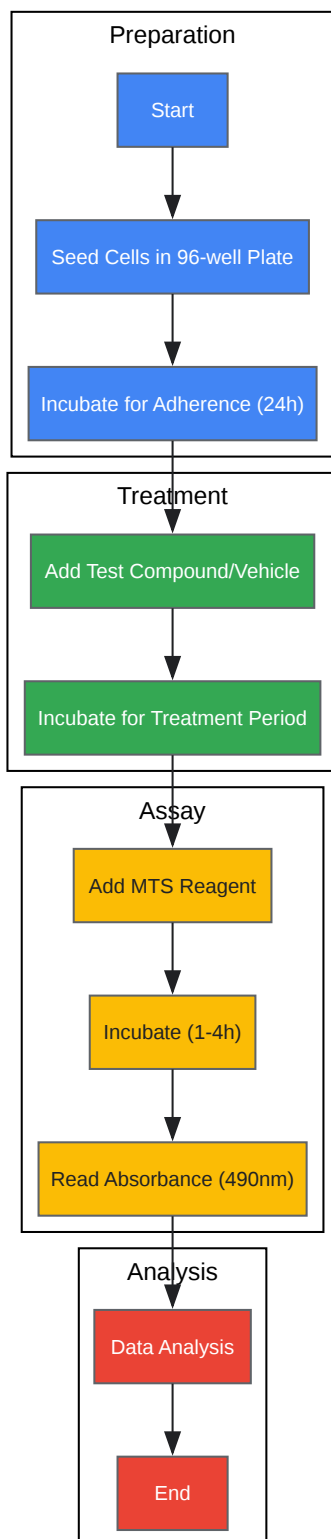 Preparation
Start
Seed Cells in 96-well Plate
Incubate for Adherence (24h)
Treatment
Add Test Compound/Vehicle
Incubate for Treatment Period
Assay
Add MTS Reagent
Incubate (1-4h)
Read Absorbance (490nm)
Analysis
Data Analysis
End